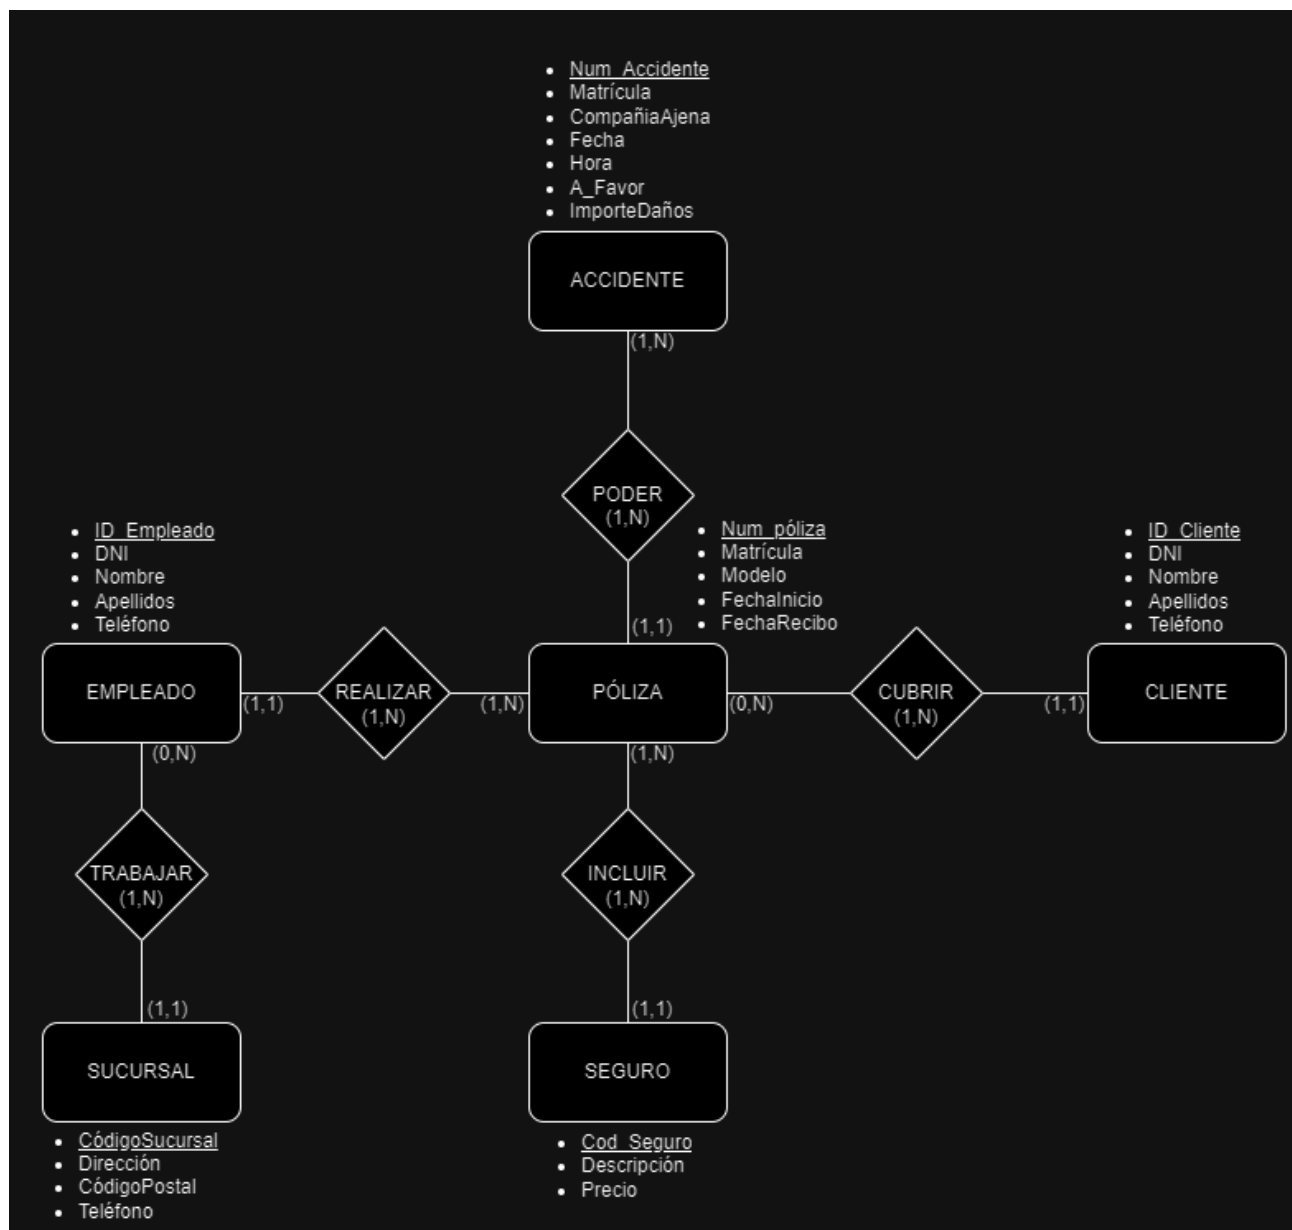 Num_Accidente
Matrícula
CompañiaAjena
Fecha
Hora
A_Favor
ImporteDaños
ACCIDENTE
(1,N)
PODER
(1,N)
(1,1)
ID_Empleado
DNI
Nombre
Apellidos
Teléfono
EMPLEADO
(1,1)
REALIZAR
(1,N)
(1,N)
Num_póliza
Matrícula
Modelo
FechaInicio
FechaRecibo
PÓLIZA
(0,N)
CUBRIR
(1,N)
(1,1)
ID_Cliente
DNI
Nombre
Apellidos
Teléfono
CLIENTE
(0,N)
TRABAJAR
(1,N)
(1,1)
SUCURSAL
CódigoSucursal
Dirección
CódigoPostal
Teléfono
(1,N)
INCLUIR
(1,N)
(1,1)
SEGURO
Cod_Seguro
Descripción
Precio